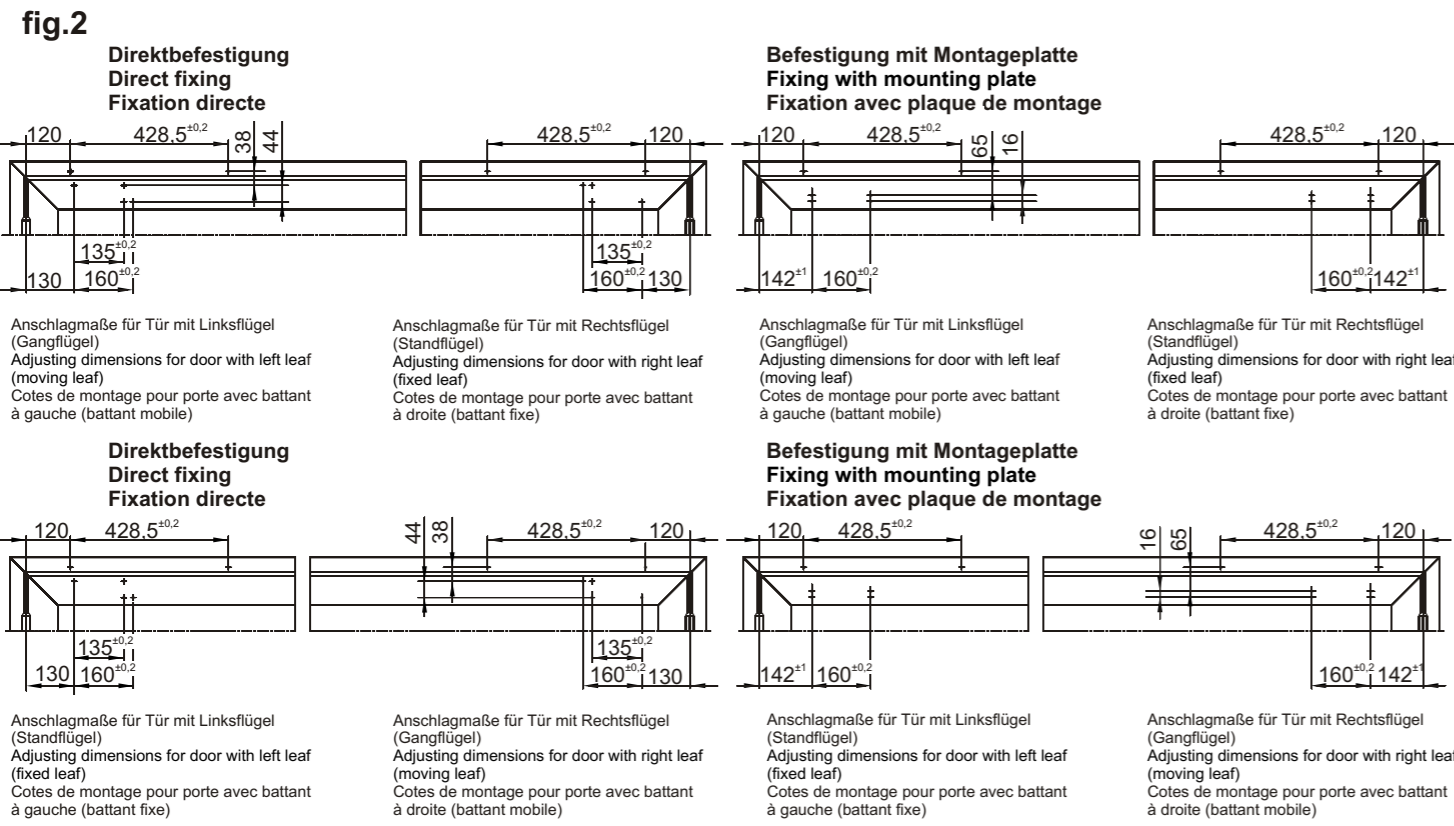 fig.2
Direktbefestigung
Direct fixing
Fixation directe
Befestigung mit Montageplatte
Fixing with mounting plate
Fixation avec plaque de montage
120 428,5±0,2 38 44 428,5±0,2 120 120 428,5±0,2 65 16 428,5±0,2 120
135±0,2 135±0,2
130 160±0,2 160±0,2 130 142±1 160±0,2 160±0,2 142±1
Anschlagmaße für Tür mit Linksflügel
(Gangflügel)
Adjusting dimensions for door with left leaf
(moving leaf)
Cotes de montage pour porte avec battant
à gauche (battant mobile)
Anschlagmaße für Tür mit Rechtsflügel
(Standflügel)
Adjusting dimensions for door with right leaf
(fixed leaf)
Cotes de montage pour porte avec battant
à droite (battant fixe)
Anschlagmaße für Tür mit Linksflügel
(Gangflügel)
Adjusting dimensions for door with left leaf
(moving leaf)
Cotes de montage pour porte avec battant
à gauche (battant mobile)
Anschlagmaße für Tür mit Rechtsflügel
(Standflügel)
Adjusting dimensions for door with right leaf
(fixed leaf)
Cotes de montage pour porte avec battant
à droite (battant fixe)
Direktbefestigung
Direct fixing
Fixation directe
Befestigung mit Montageplatte
Fixing with mounting plate
Fixation avec plaque de montage
120 428,5±0,2 44 38 428,5±0,2 120 120 428,5±0,2 16 65 428,5±0,2 120
135±0,2 135±0,2
130 160±0,2 160±0,2 130 142±1 160±0,2 160±0,2 142±1
Anschlagmaße für Tür mit Linksflügel
(Standflügel)
Adjusting dimensions for door with left leaf
(fixed leaf)
Cotes de montage pour porte avec battant
à gauche (battant fixe)
Anschlagmaße für Tür mit Rechtsflügel
(Gangflügel)
Adjusting dimensions for door with right leaf
(moving leaf)
Cotes de montage pour porte avec battant
à droite (battant mobile)
Anschlagmaße für Tür mit Linksflügel
(Standflügel)
Adjusting dimensions for door with left leaf
(fixed leaf)
Cotes de montage pour porte avec battant
à gauche (battant fixe)
Anschlagmaße für Tür mit Rechtsflügel
(Gangflügel)
Adjusting dimensions for door with right leaf
(moving leaf)
Cotes de montage pour porte avec battant
à droite (battant mobile)